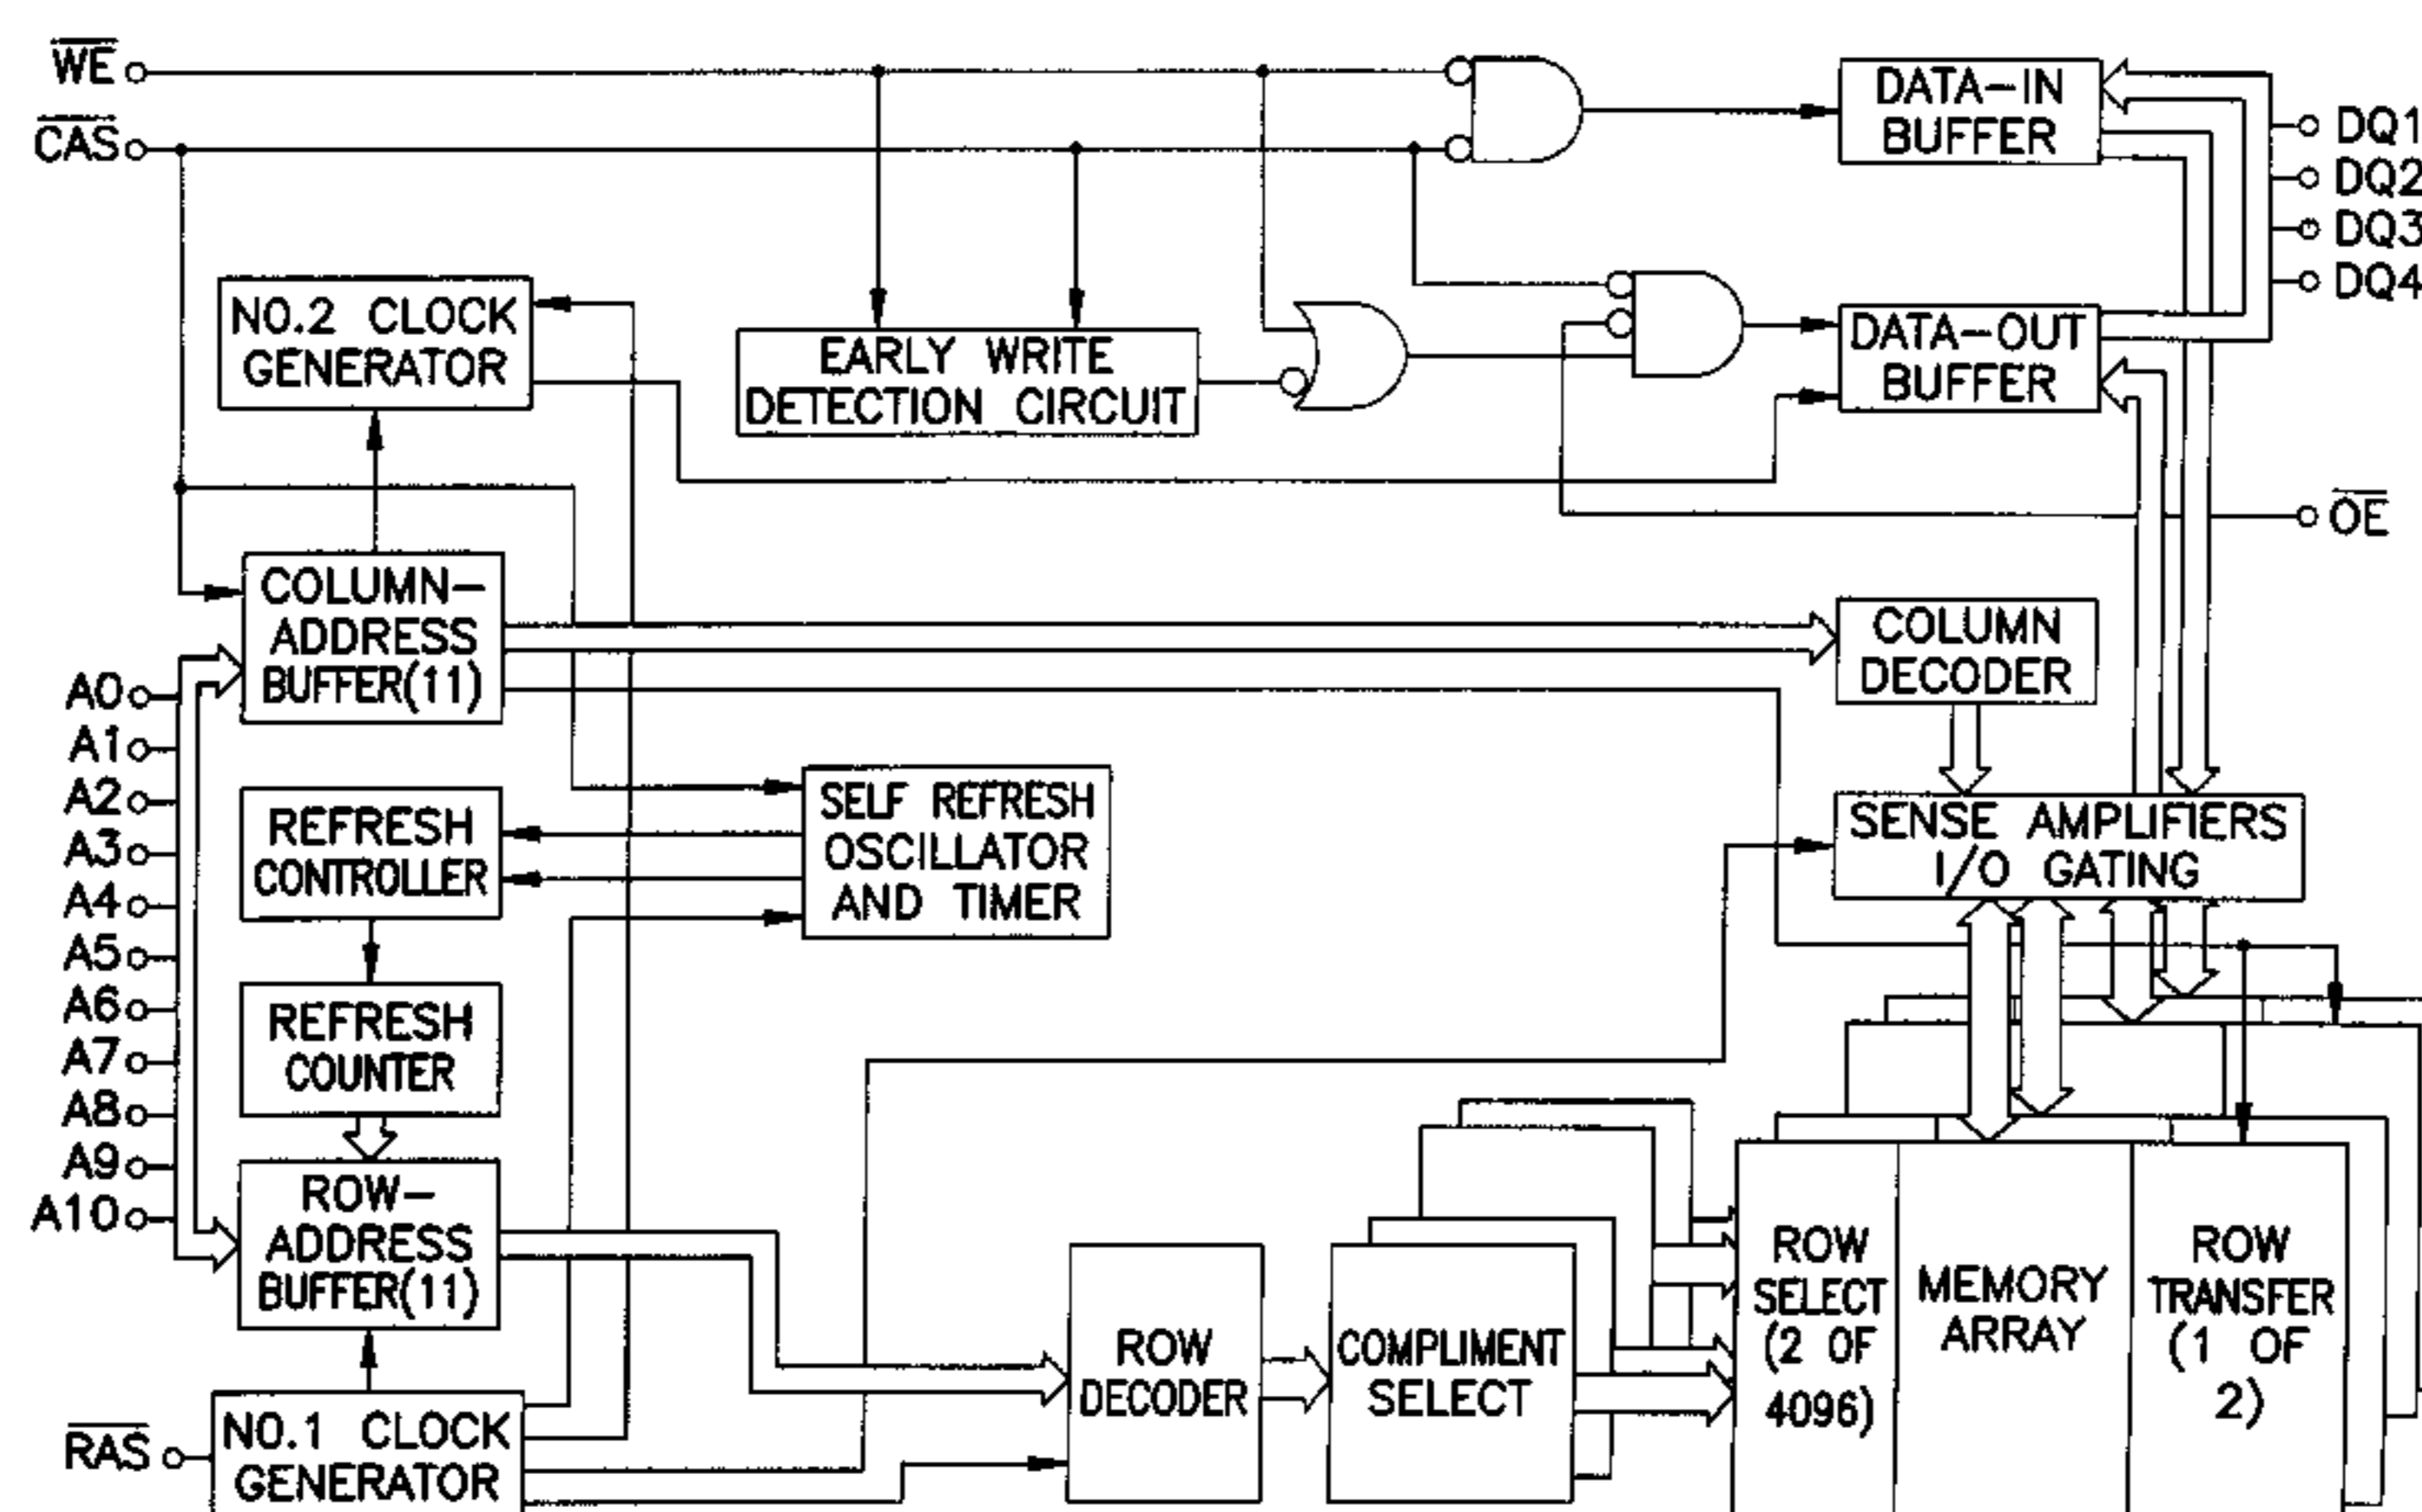 WE
CAS
DATA-IN
BUFFER
DQ1
DQ2
DQ3
DQ4
NO.2 CLOCK
GENERATOR
EARLY WRITE
DETECTION CIRCUIT
DATA-OUT
BUFFER
OE
COLUMN-
ADDRESS
BUFFER(11)
COLUMN
DECODER
A0
A1
A2
A3
A4
A5
A6
A7
A8
A9
A10
REFRESH
CONTROLLER
SELF REFRESH
OSCILLATOR
AND TIMER
SENSE AMPLIFIERS
I/O GATING
REFRESH
COUNTER
ROW-
ADDRESS
BUFFER(11)
ROW
DECODER
COMPLIMENT
SELECT
ROW
SELECT
(2 OF
4096)
MEMORY
ARRAY
ROW
TRANSFER
(1 OF
2)
RAS
NO.1 CLOCK
GENERATOR